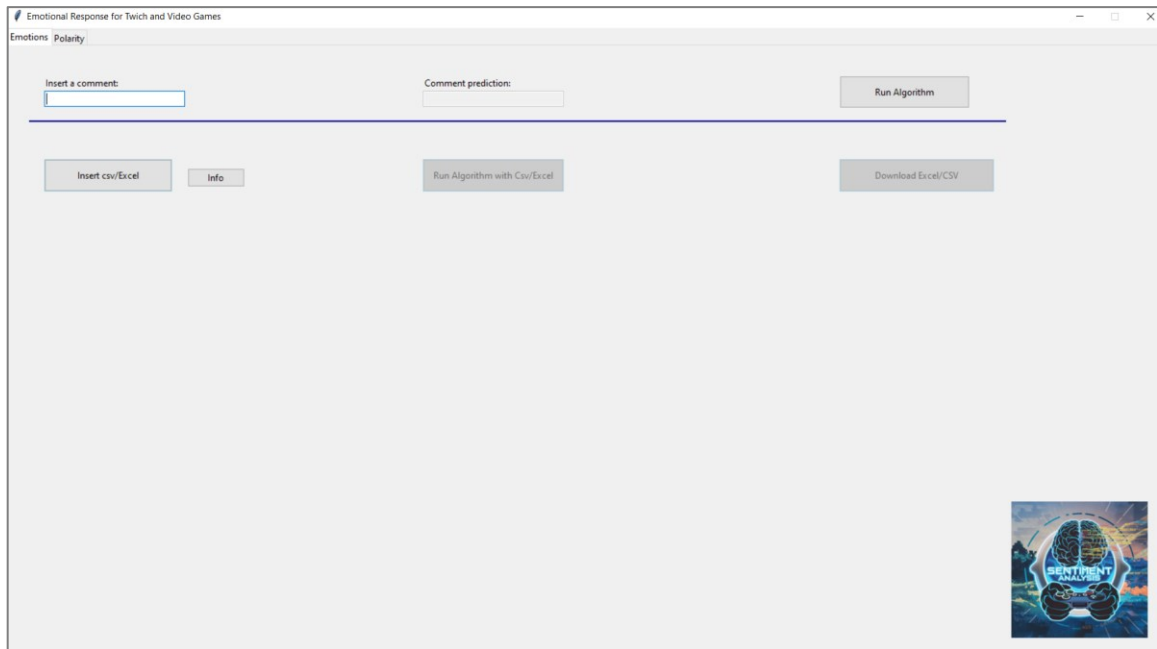 Emotional Response for Twich and Video Games
Emotions Polarity
Insert a comment: Comment prediction:
Run Algorithm
Insert csv/Excel Info Run Algorithm with Csv/Excel Download Excel/CSV
SENTIMENT
ANALYSIS